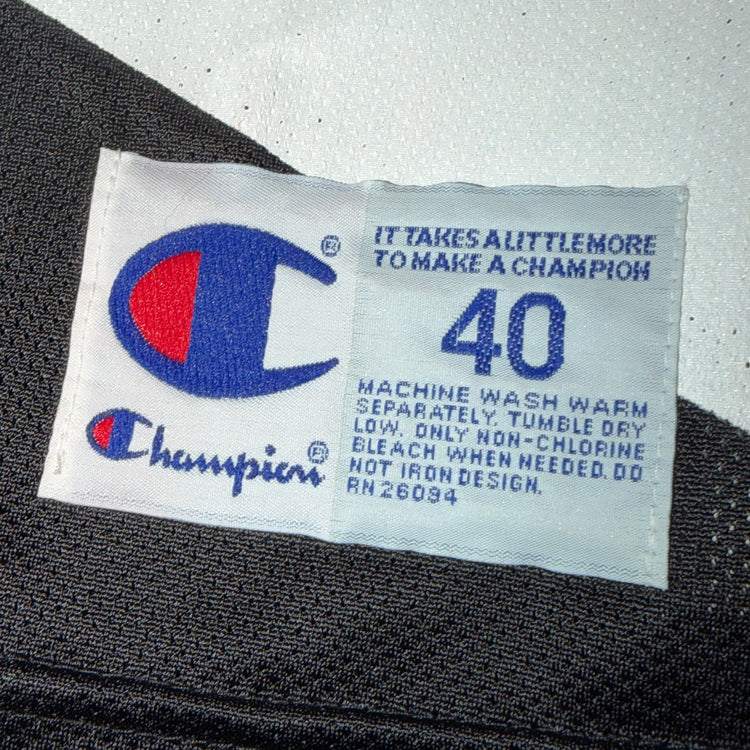 ®
IT TAKES A LITTLE MORE
TO MAKE A CHAMPION
40
MACHINE WASH WARM
SEPARATELY. TUMBLE DRY
LOW. ONLY NON-CHLORINE
BLEACH WHEN NEEDED. DO
NOT IRON DESIGN.
RN 26094
Champion®